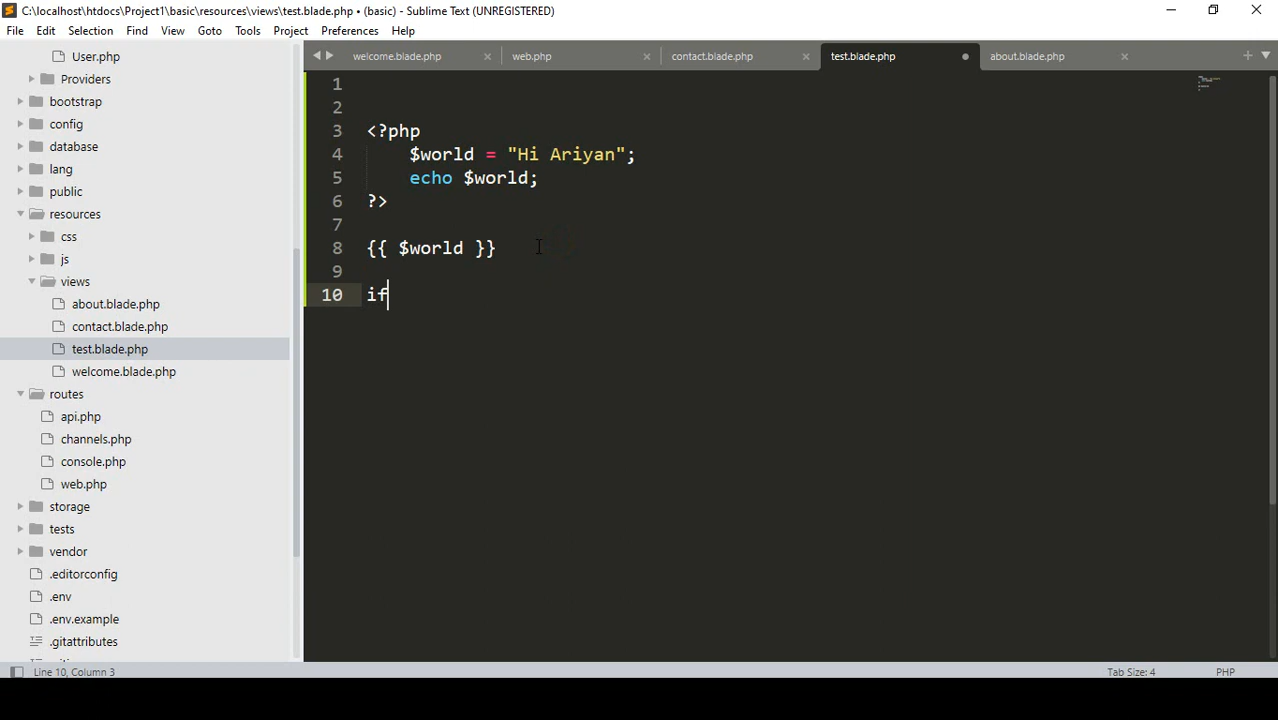 C:\localhost\htdocs\Project1\basic\resources\views\test.blade.php • (basic) - Sublime Text (UNREGISTERED)
File Edit Selection Find View Goto Tools Project Preferences Help
User.php
Providers
bootstrap
config
database
lang
public
resources
css
js
views
about.blade.php
contact.blade.php
test.blade.php
welcome.blade.php
routes
api.php
channels.php
console.php
web.php
storage
tests
vendor
.editorconfig
.env
.env.example
.gitattributes
welcome.blade.php web.php contact.blade.php test.blade.php about.blade.php
1
2
3 <?php
4 $world = "Hi Ariyan";
5 echo $world;
6 ?>
7
8 {{ $world }}
9
10 if
Line 10, Column 3 Tab Size: 4 PHP